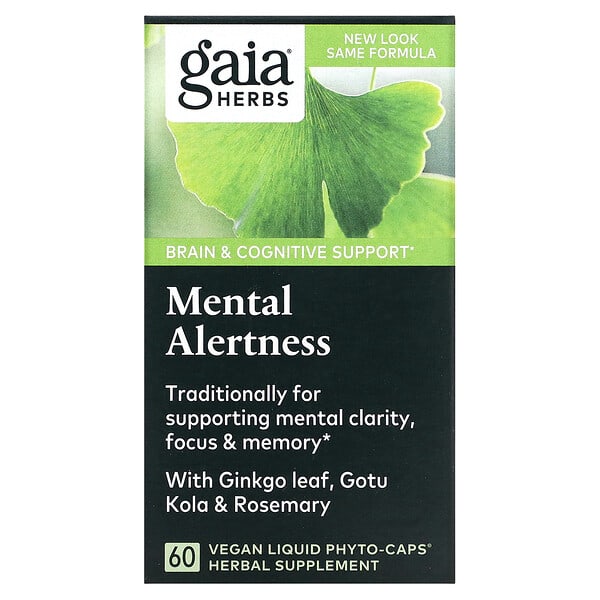 gaia®
HERBS
NEW LOOK
SAME FORMULA
BRAIN & COGNITIVE SUPPORT*
Mental
Alertness
Traditionally for
supporting mental clarity,
focus & memory*
With Ginkgo leaf, Gotu
Kola & Rosemary
60 VEGAN LIQUID PHYTO-CAPS®
HERBAL SUPPLEMENT